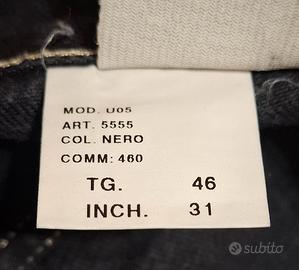 MOD. U05
ART. 5555
COL. NERO
COMM: 460
TG. 46
INCH. 31
subito